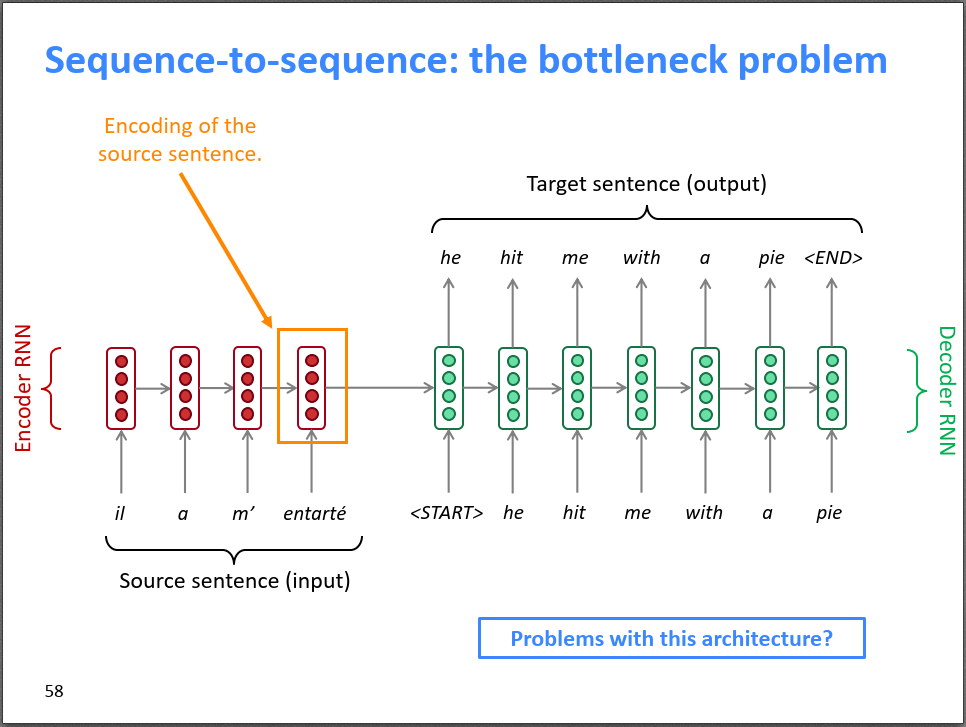 Sequence-to-sequence: the bottleneck problem
Encoding of the
source sentence.
Target sentence (output)
he hit me with a pie <END>
Encoder RNN
Decoder RNN
il a m’ entarté
<START> he hit me with a pie
Source sentence (input)
Problems with this architecture?
58